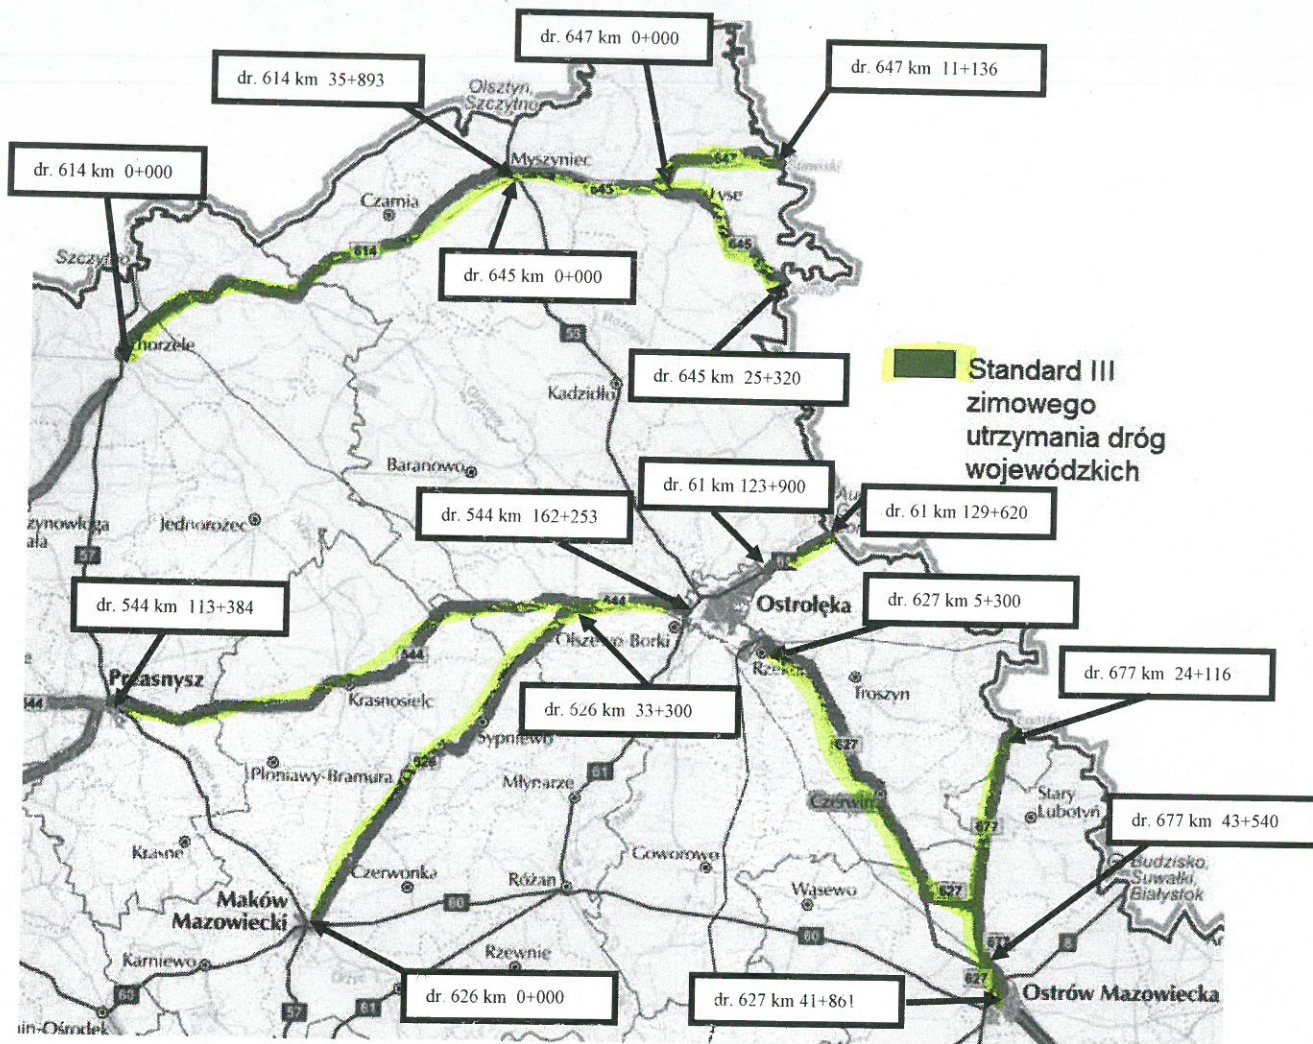 dr. 647 km 0+000
dr. 614 km 35+893
dr. 647 km 11+136
Olsztyn,
Szczytno
dr. 614 km 0+000
Myszyniec
647
645
Łyse
Czarnia
614
645
Szczytno
dr. 645 km 0+000
Chorzele
53
dr. 645 km 25+320
Kadzidło
Standard III
zimowego
utrzymania dróg
wojewódzkich
Baranowo
dr. 61 123+900
dr. 544 km 162+253
dr. 61 129+620
Jednorożec
57
dr. 544 km 113+384
544
Ostrołęka
dr. 627 km 5+300
Olszewo-Borki
544
Rzekuń
Troszyn
dr. 677 km 24+116
Przasnysz
544
Krasnosielc
dr. 626 km 33+300
Sypniewo
627
626
Płoniawy-Bramura
Młynarze
61
Czerwin
Stary
Lubotyń
677
dr. 677 km 43+540
Krasne
Czerwonka
Goworowo
Różan
Wąsewo
Budzisko,
Suwałki,
Białystok
627
Maków
Mazowiecki
60
60
677
8
Karniewo
Rzewnie
627
dr. 626 km 0+000
dr. 627 km 41+861
Ostrów Mazowiecka
60
57
61
in-Ośrodek